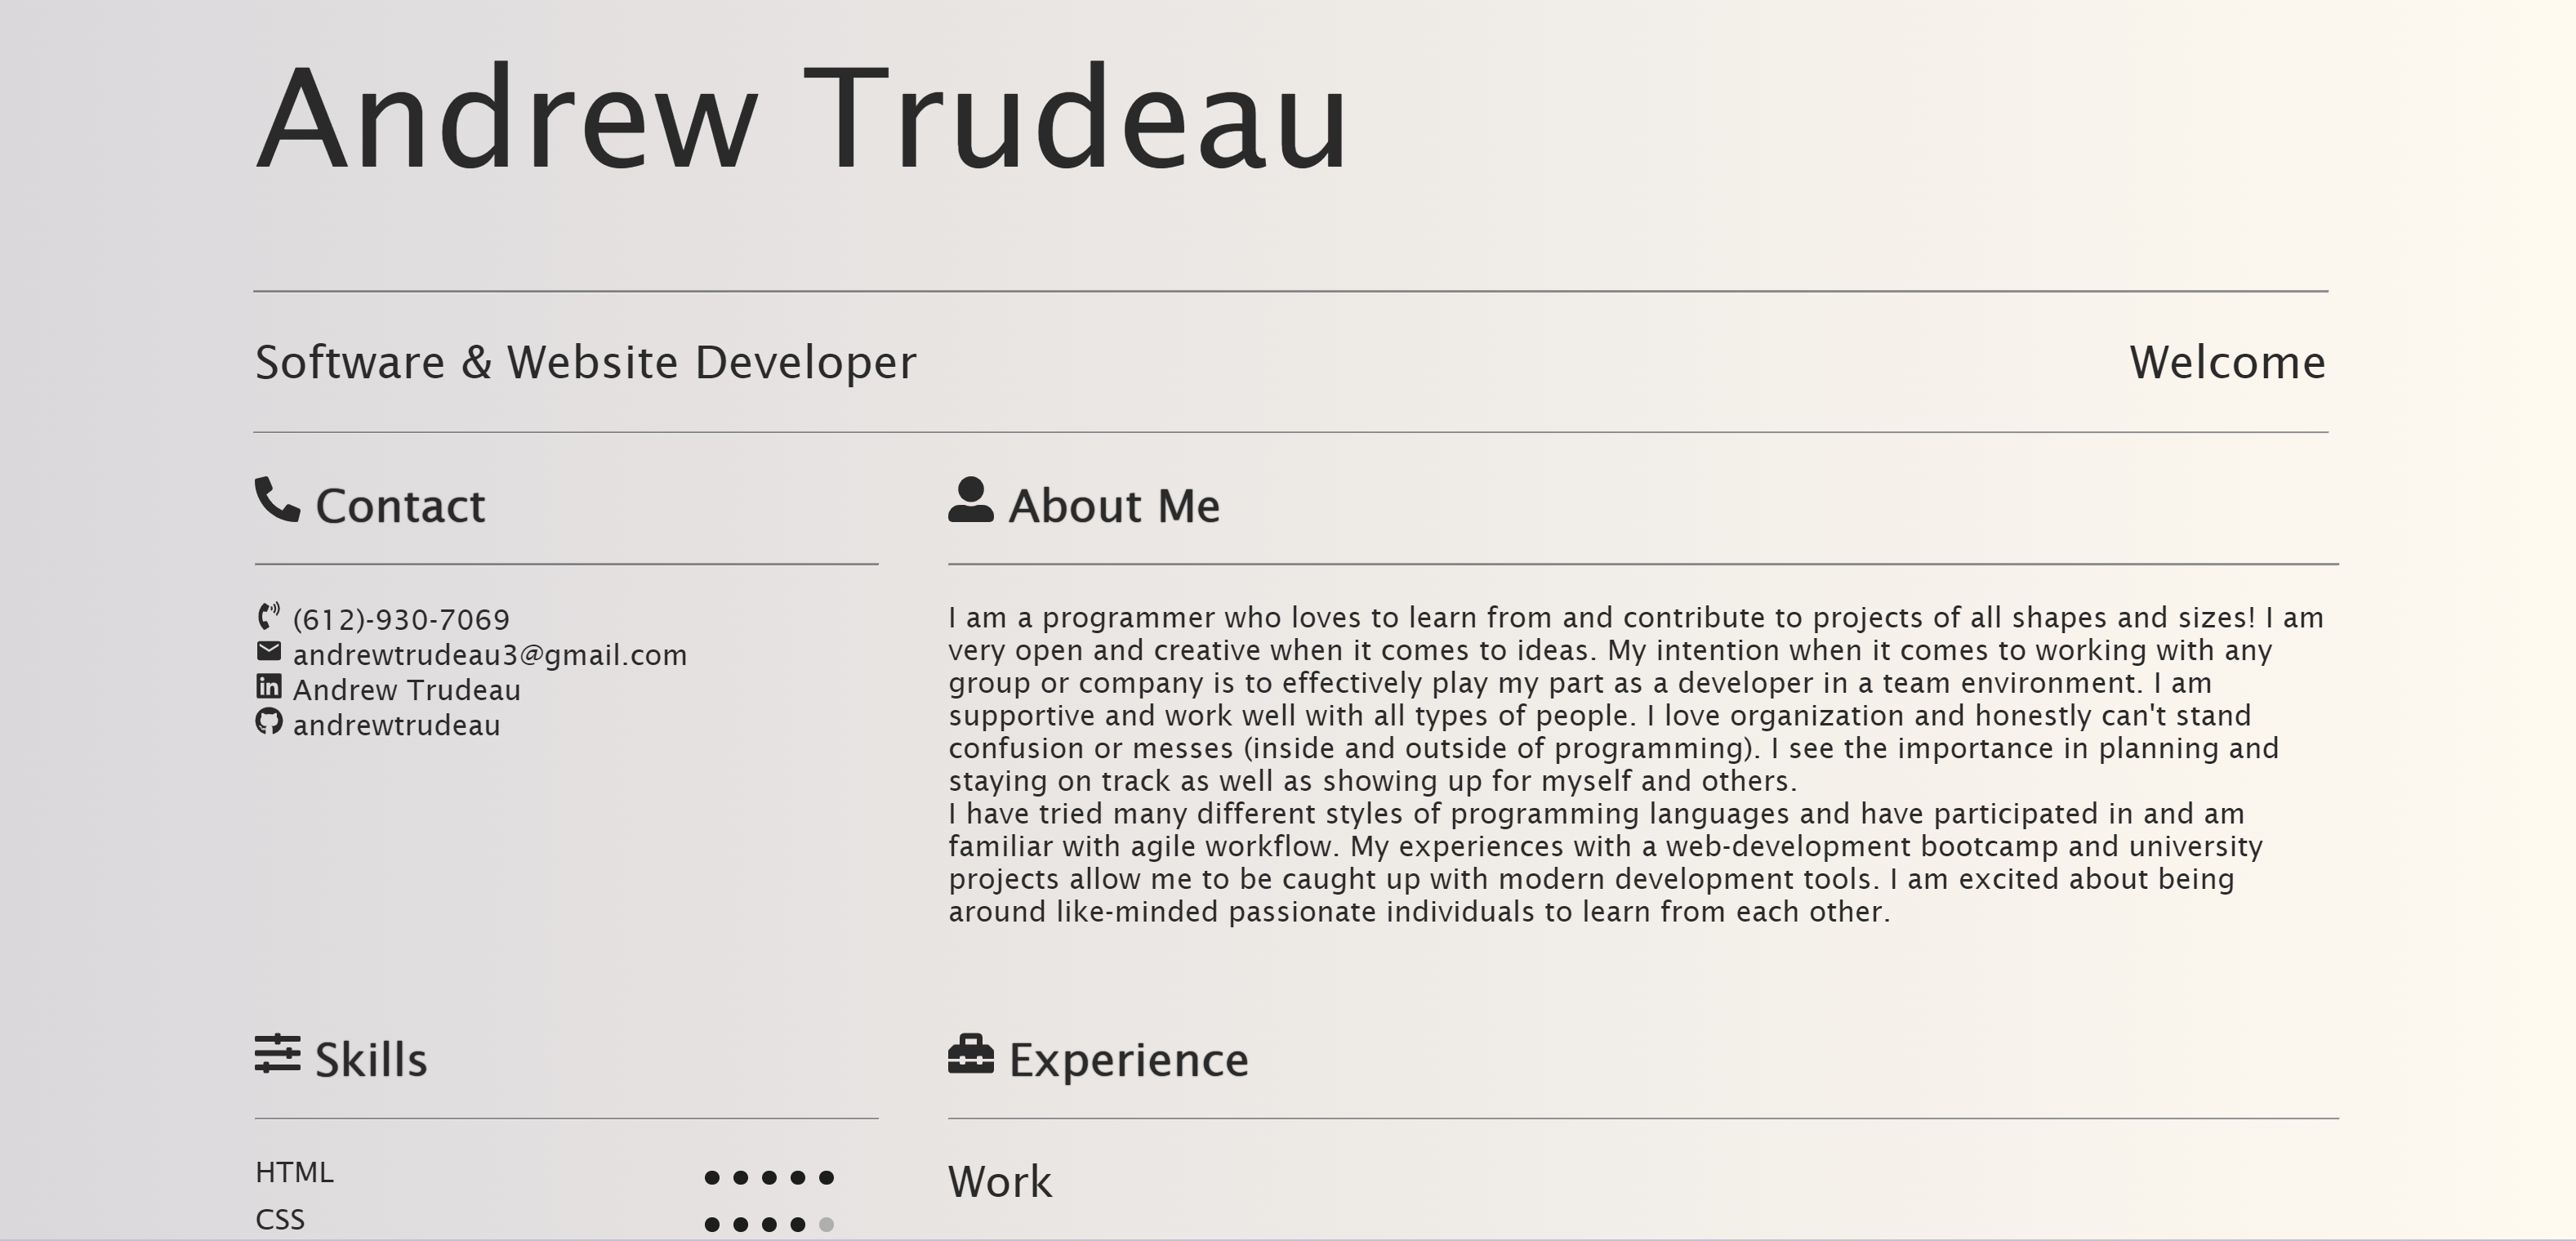 Andrew Trudeau
Software & Website Developer
Welcome
Contact
(612)-930-7069
andrewtrudeau3@gmail.com
Andrew Trudeau
andrewtrudeau
About Me
I am a programmer who loves to learn from and contribute to projects of all shapes and sizes! I am
very open and creative when it comes to ideas. My intention when it comes to working with any
group or company is to effectively play my part as a developer in a team environment. I am
supportive and work well with all types of people. I love organization and honestly can't stand
confusion or messes (inside and outside of programming). I see the importance in planning and
staying on track as well as showing up for myself and others.
I have tried many different styles of programming languages and have participated in and am
familiar with agile workflow. My experiences with a web-development bootcamp and university
projects allow me to be caught up with modern development tools. I am excited about being
around like-minded passionate individuals to learn from each other.
Skills
HTML
CSS
Experience
Work